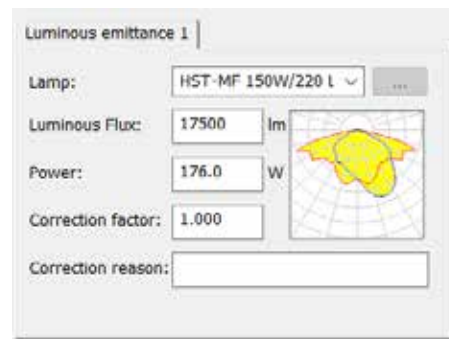 Luminous emittance 1
Lamp: HST-MF 150W/220 l ...
Luminous Flux: 17500 lm
Power: 176.0 W
Correction factor: 1.000
Correction reason: